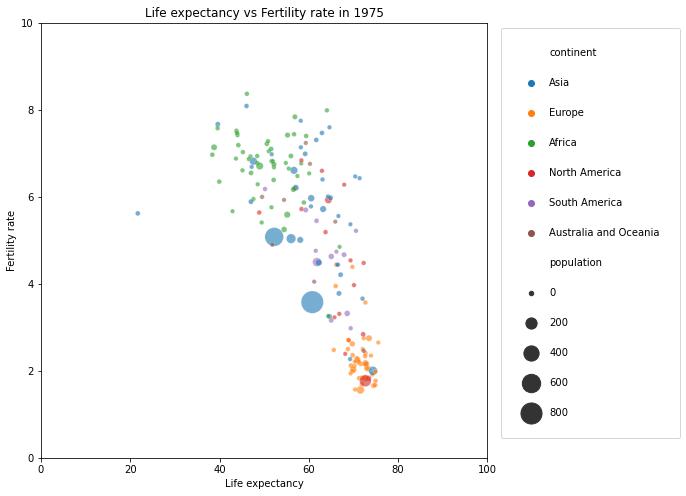 Life expectancy vs Fertility rate in 1975
10
8
6
4
2
0
Fertility rate
0 20 40 60 80 100
Life expectancy
continent
Asia
Europe
Africa
North America
South America
Australia and Oceania
population
0
200
400
600
800